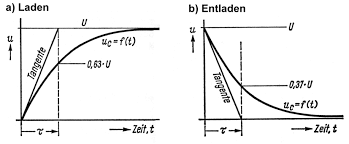 a) Laden
U
u
Tangente
u_C=f(t)
0,63·U
τ
Zeit, t
b) Entladen
U
u
Tangente
0,37·U
u_C=f(t)
τ
Zeit, t